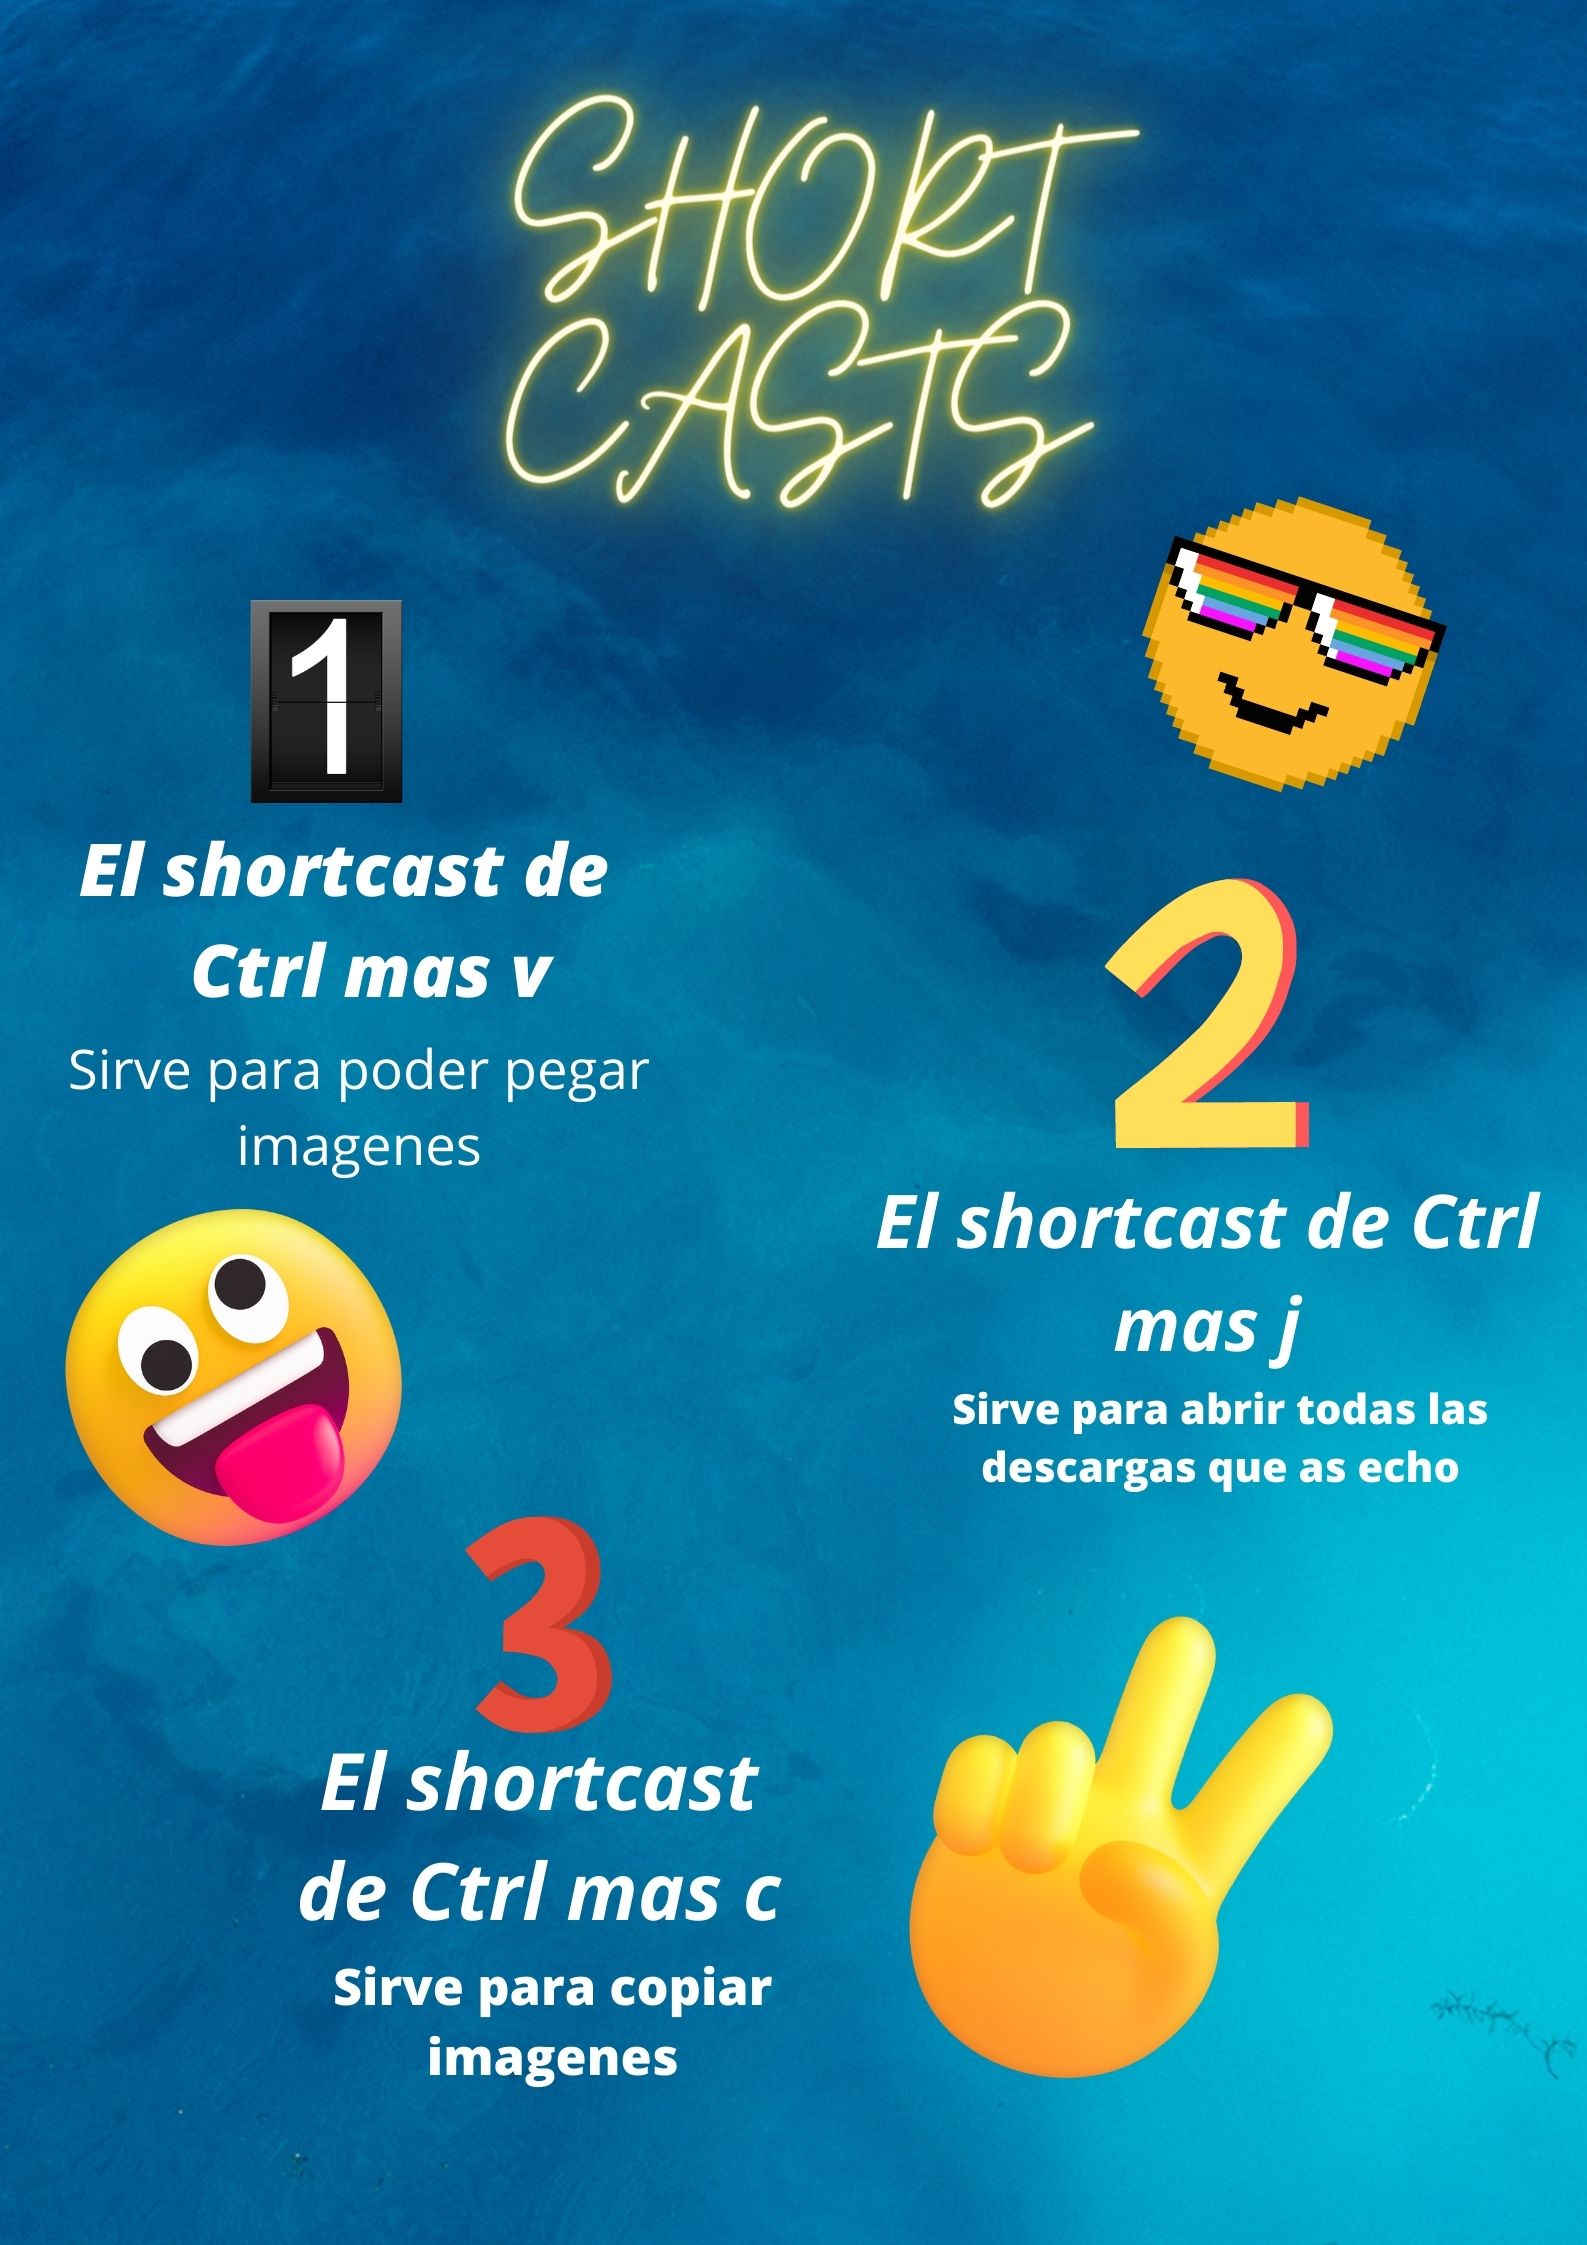 SHORT
CASTS
1
El shortcast de
Ctrl mas v
Sirve para poder pegar
imagenes
2
El shortcast de Ctrl
mas j
Sirve para abrir todas las
descargas que as echo
3
El shortcast
de Ctrl mas c
Sirve para copiar
imagenes